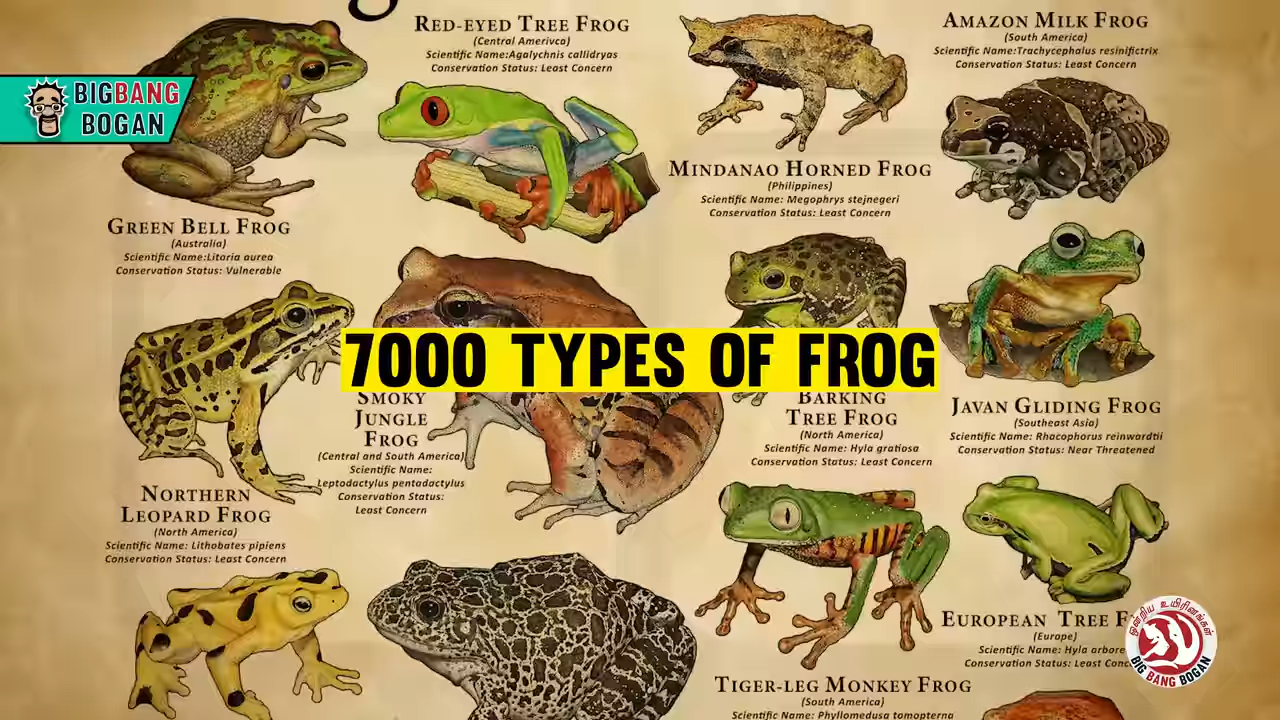 BIGBANG
BOGAN
RED-EYED TREE FROG
(Central Amerivca)
Scientific Name:Agalychnis callidryas
Conservation Status: Least Concern
AMAZON MILK FROG
(South America)
Scientific Name:Trachycephalus resinifictrix
Conservation Status: Least Concern
MINDANAO HORNED FROG
(Philippines)
Scientific Name: Megophrys stejnegeri
Conservation Status: Least Concern
GREEN BELL FROG
(Australia)
Scientific Name:Litoria aurea
Conservation Status: Vulnerable
7000 TYPES OF FROG
SMOKY
JUNGLE
FROG
(Central and South America)
Scientific Name:
Leptodactylus pentadactylus
Conservation Status:
Least Concern
BARKING
TREE FROG
(North America)
Scientific Name: Hyla gratiosa
Conservation Status: Least Concern
JAVAN GLIDING FROG
(Southeast Asia)
Scientific Name: Rhacophorus reinwardtii
Conservation Status: Near Threatened
NORTHERN
LEOPARD FROG
(North America)
Scientific Name: Lithobates pipiens
Conservation Status: Least Concern
EUROPEAN TREE F
(Europe)
Scientific Name: Hyla arbore
Conservation Status: Least Conc
TIGER-LEG MONKEY FROG
(South America)
Scientific Name: Phyllomedusa tomopterna
இன்றிய உயிரினங்கள்
BIG BANG BOGAN